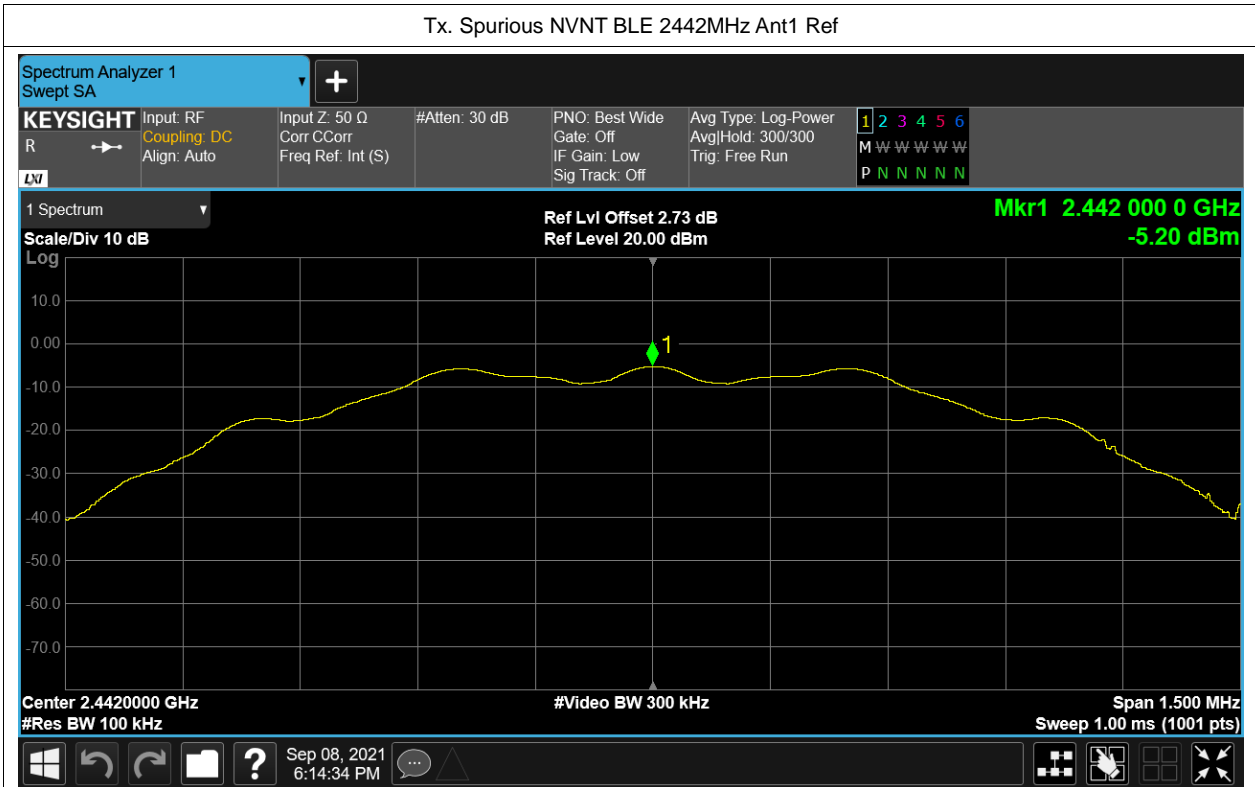 Tx. Spurious NVNT BLE 2442MHz Ant1 Ref
Spectrum Analyzer 1
Swept SA
KEYSIGHT
R
LXI
Input: RF
Coupling: DC
Align: Auto
Input Z: 50 Ω
Corr CCorr
Freq Ref: Int (S)
#Atten: 30 dB
PNO: Best Wide
Gate: Off
IF Gain: Low
Sig Track: Off
Avg Type: Log-Power
Avg|Hold: 300/300
Trig: Free Run
1 2 3 4 5 6
M W W W W W
P N N N N N
1 Spectrum
Scale/Div 10 dB
Log
Ref Lvl Offset 2.73 dB
Ref Level 20.00 dBm
Mkr1 2.442 000 0 GHz
-5.20 dBm
1
10.0
0.00
-10.0
-20.0
-30.0
-40.0
-50.0
-60.0
-70.0
Center 2.4420000 GHz
#Res BW 100 kHz
#Video BW 300 kHz
Span 1.500 MHz
Sweep 1.00 ms (1001 pts)
?
Sep 08, 2021
6:14:34 PM